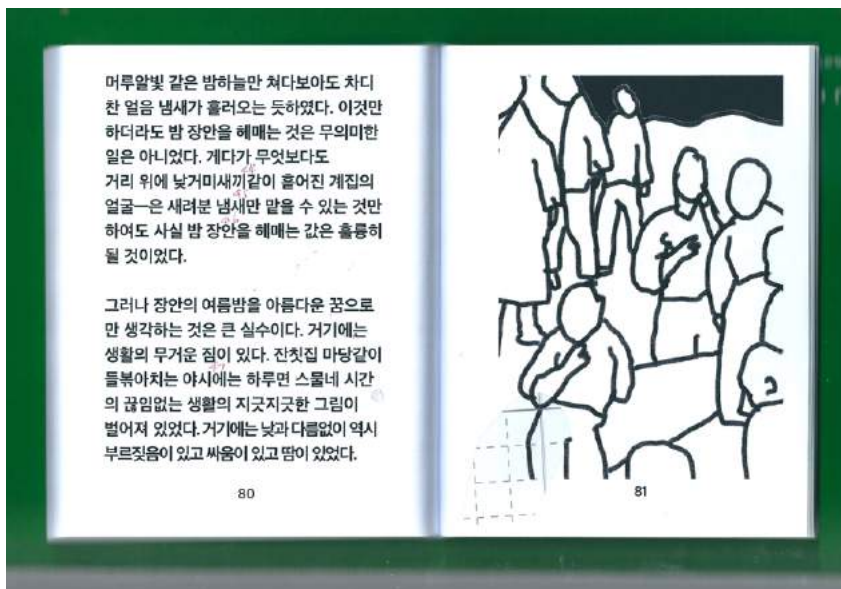 머루알빛 같은 밤하늘만 쳐다보아도 차디
찬 얼음 냄새가 흘러오는 듯하였다. 이것만
하더라도 밤 장안을 헤매는 것은 무의미한
일은 아니었다. 게다가 무엇보다도
거리 위에 낮거미새끼같이 흩어진 계집의
얼굴―은 새려분 냄새만 맡을 수 있는 것만
하여도 사실 밤 장안을 헤매는 값은 훌륭히
될 것이었다.
그러나 장안의 여름밤을 아름다운 꿈으로
만 생각하는 것은 큰 실수이다. 거기에는
생활의 무거운 짐이 있다. 잔칫집 마당같이
들볶아치는 야시에는 하루면 스물네 시간
의 끊임없는 생활의 지긋지긋한 그림이
벌어져 있었다. 거기에는 낮과 다름없이 역시
부르짖음이 있고 싸움이 있고 땀이 있었다.
80
81